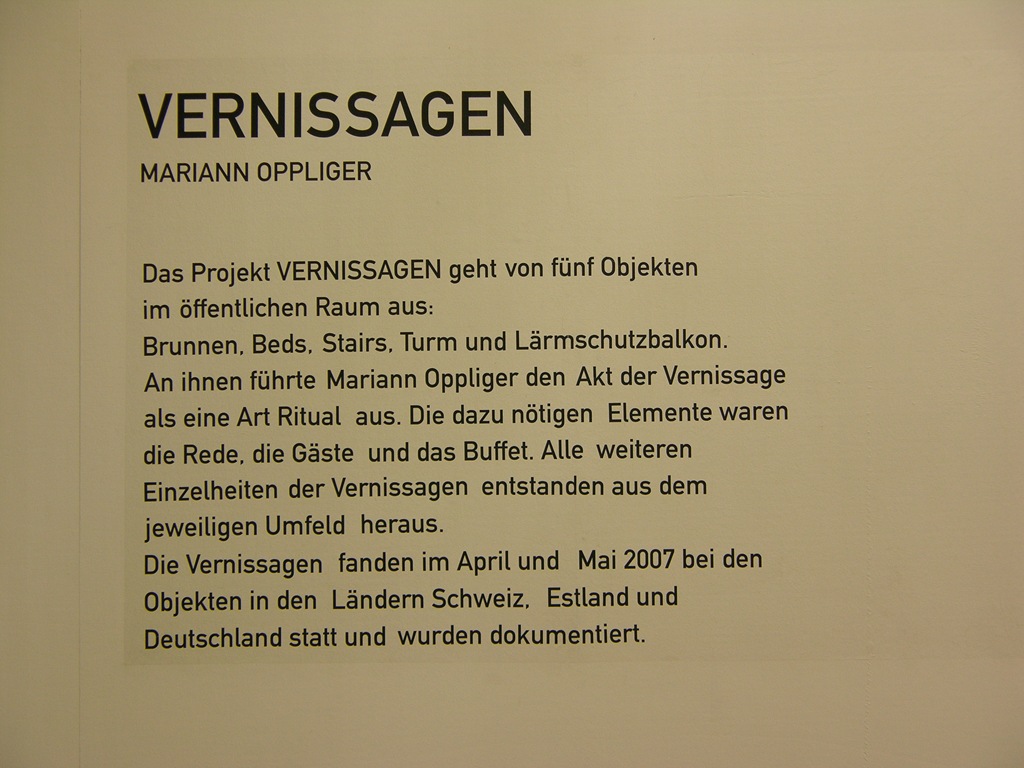 VERNISSAGEN
MARIANN OPPLIGER
Das Projekt VERNISSAGEN geht von fünf Objekten
im öffentlichen Raum aus:
Brunnen, Beds, Stairs, Turm und Lärmschutzbalkon.
An ihnen führte Mariann Oppliger den Akt der Vernissage
als eine Art Ritual aus. Die dazu nötigen Elemente waren
die Rede, die Gäste und das Buffet. Alle weiteren
Einzelheiten der Vernissagen entstanden aus dem
jeweiligen Umfeld heraus.
Die Vernissagen fanden im April und Mai 2007 bei den
Objekten in den Ländern Schweiz, Estland und
Deutschland statt und wurden dokumentiert.